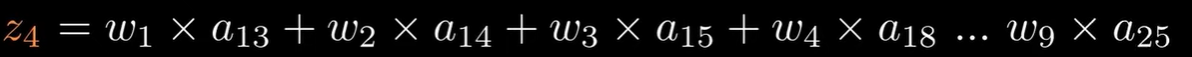 z₄ = w₁ × a₁₃ + w₂ × a₁₄ + w₃ × a₁₅ + w₄ × a₁₈ ... w₉ × a₂₅